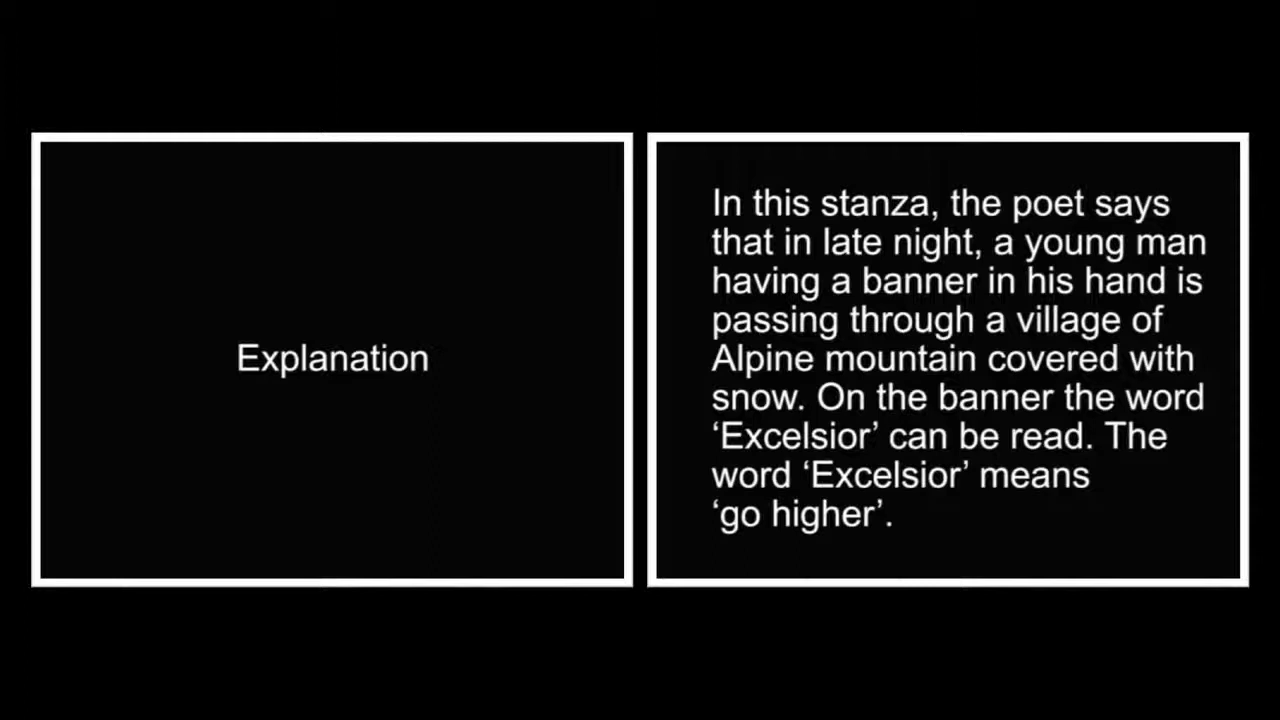 Explanation
In this stanza, the poet says
that in late night, a young man
having a banner in his hand is
passing through a village of
Alpine mountain covered with
snow. On the banner the word
‘Excelsior’ can be read. The
word ‘Excelsior’ means
‘go higher’.